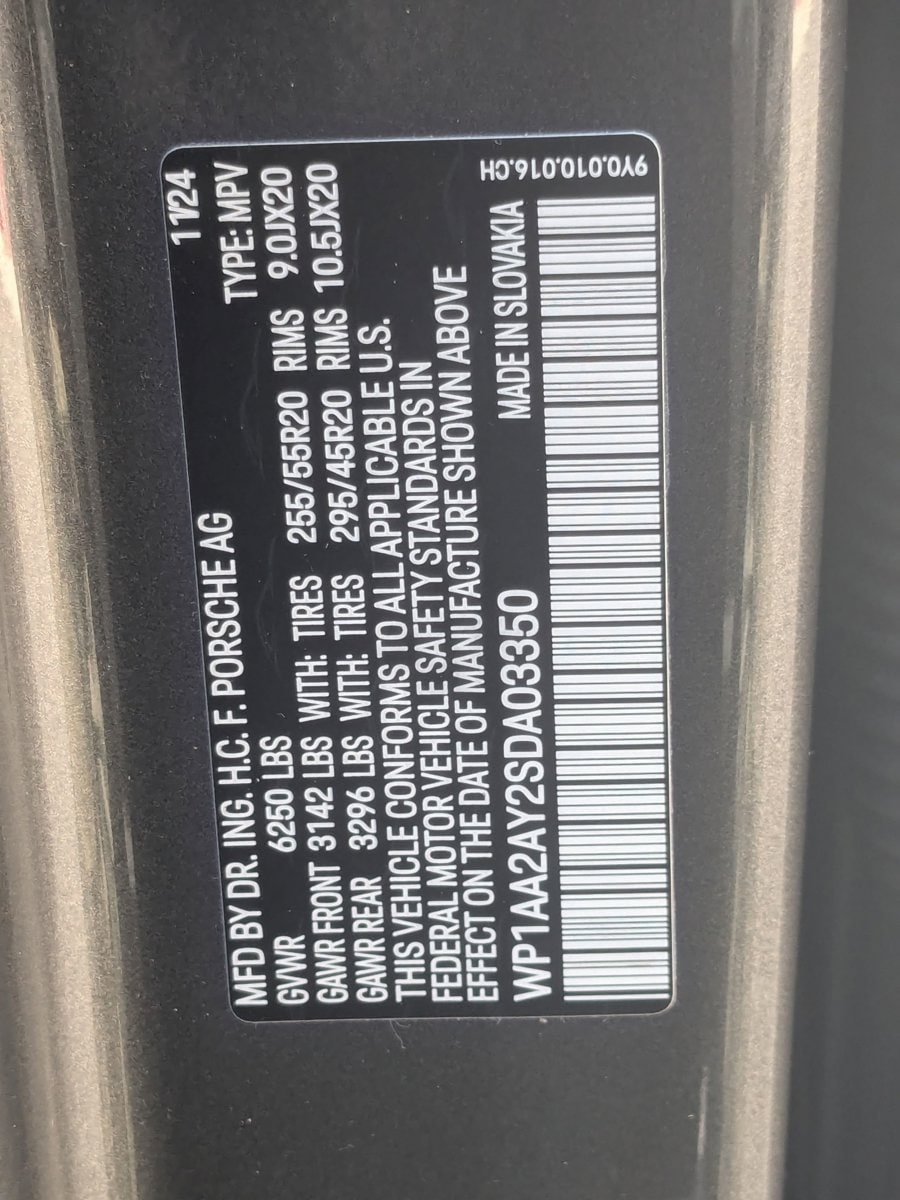 11/24
MFD BY DR. ING. H.C. F. PORSCHE AG
TYPE: MPV
GVWR 6250 LBS
GAWR FRONT 3142 LBS WITH: TIRES 255/55R20 RIMS 9.0JX20
GAWR REAR 3296 LBS WITH: TIRES 295/45R20 RIMS 10.5JX20
THIS VEHICLE CONFORMS TO ALL APPLICABLE U.S.
FEDERAL MOTOR VEHICLE SAFETY STANDARDS IN
EFFECT ON THE DATE OF MANUFACTURE SHOWN ABOVE
WP1AA2AY2SDA03350 MADE IN SLOVAKIA
9Y0.010.016.CH